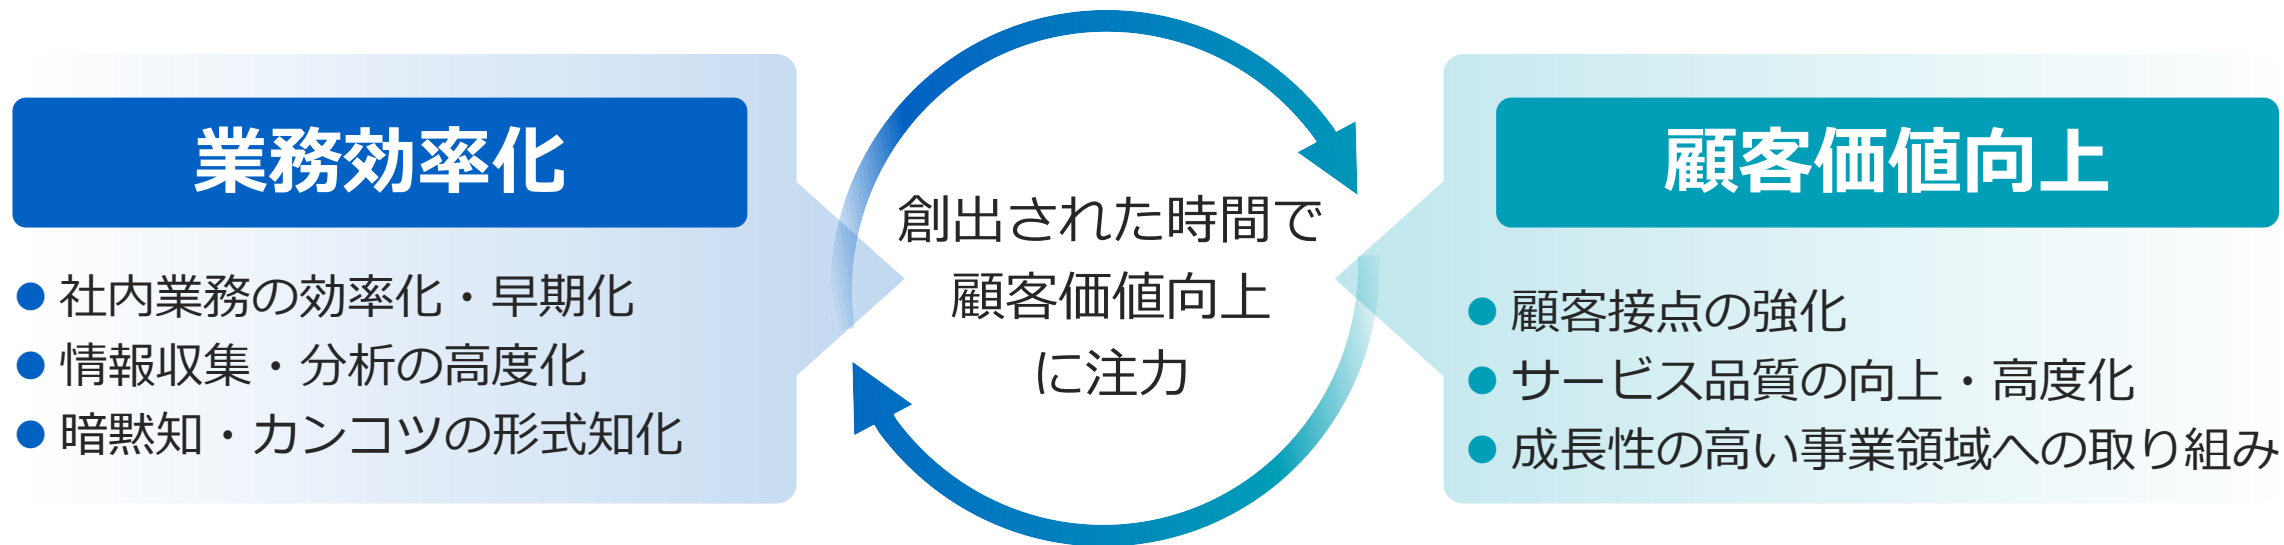 業務効率化
● 社内業務の効率化・早期化
● 情報収集・分析の高度化
● 暗黙知・カンコツの形式知化
創出された時間で
顧客価値向上
に注力
顧客価値向上
● 顧客接点の強化
● サービス品質の向上・高度化
● 成長性の高い事業領域への取り組み